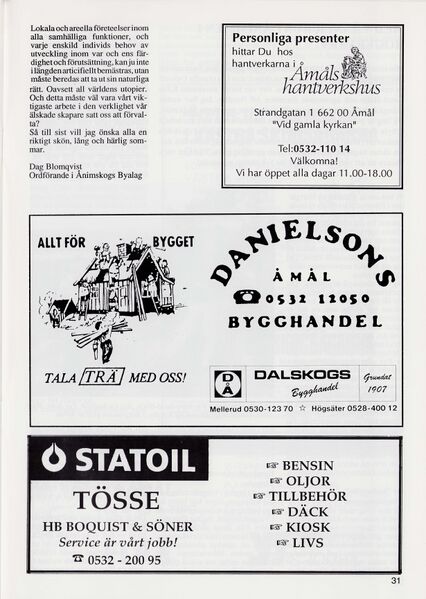 Lokala och areella företeelser inom
alla samhälliga funktioner, och
varje enskild individs behov av
utveckling inom var och ens fär-
dighet och förutsättning, kan ju inte
i längden artificiellt bemästras, utan
måste beredas att ta ut sin naturliga
rätt. Oavsett all världens utopier.
Och detta måste väl vara vårt vik-
tigaste arbete i den verklighet vår
älskade skapare satt oss att förval-
ta?
Så till sist vill jag önska alla en
riktigt skön, lång och härlig som-
mar.
Dag Blomqvist
Ordförande i Ånimskogs Byalag
Personliga presenter
hittar Du hos
hantverkarna i
Åmåls
hantverkshus
Strandgatan 1 662 00 Åmål
"Vid gamla kyrkan"
Tel:0532-110 14
Välkomna!
Vi har öppet alla dagar 11.00-18.00
ALLT FÖR BYGGET
TALA TRÄ MED OSS!
DANIELSONS
ÅMÅL
☎ 0532 12050
BYGGHANDEL
D
Å
DALSKOGS
Bygghandel
Grundat
1907
Mellerud 0530-123 70 ☆ Högsäter 0528-400 12
STATOIL
TÖSSE
HB BOQUIST & SÖNER
Service är vårt jobb!
☎ 0532 - 200 95
☞ BENSIN
☞ OLJOR
☞ TILLBEHÖR
☞ DÄCK
☞ KIOSK
☞ LIVS
31